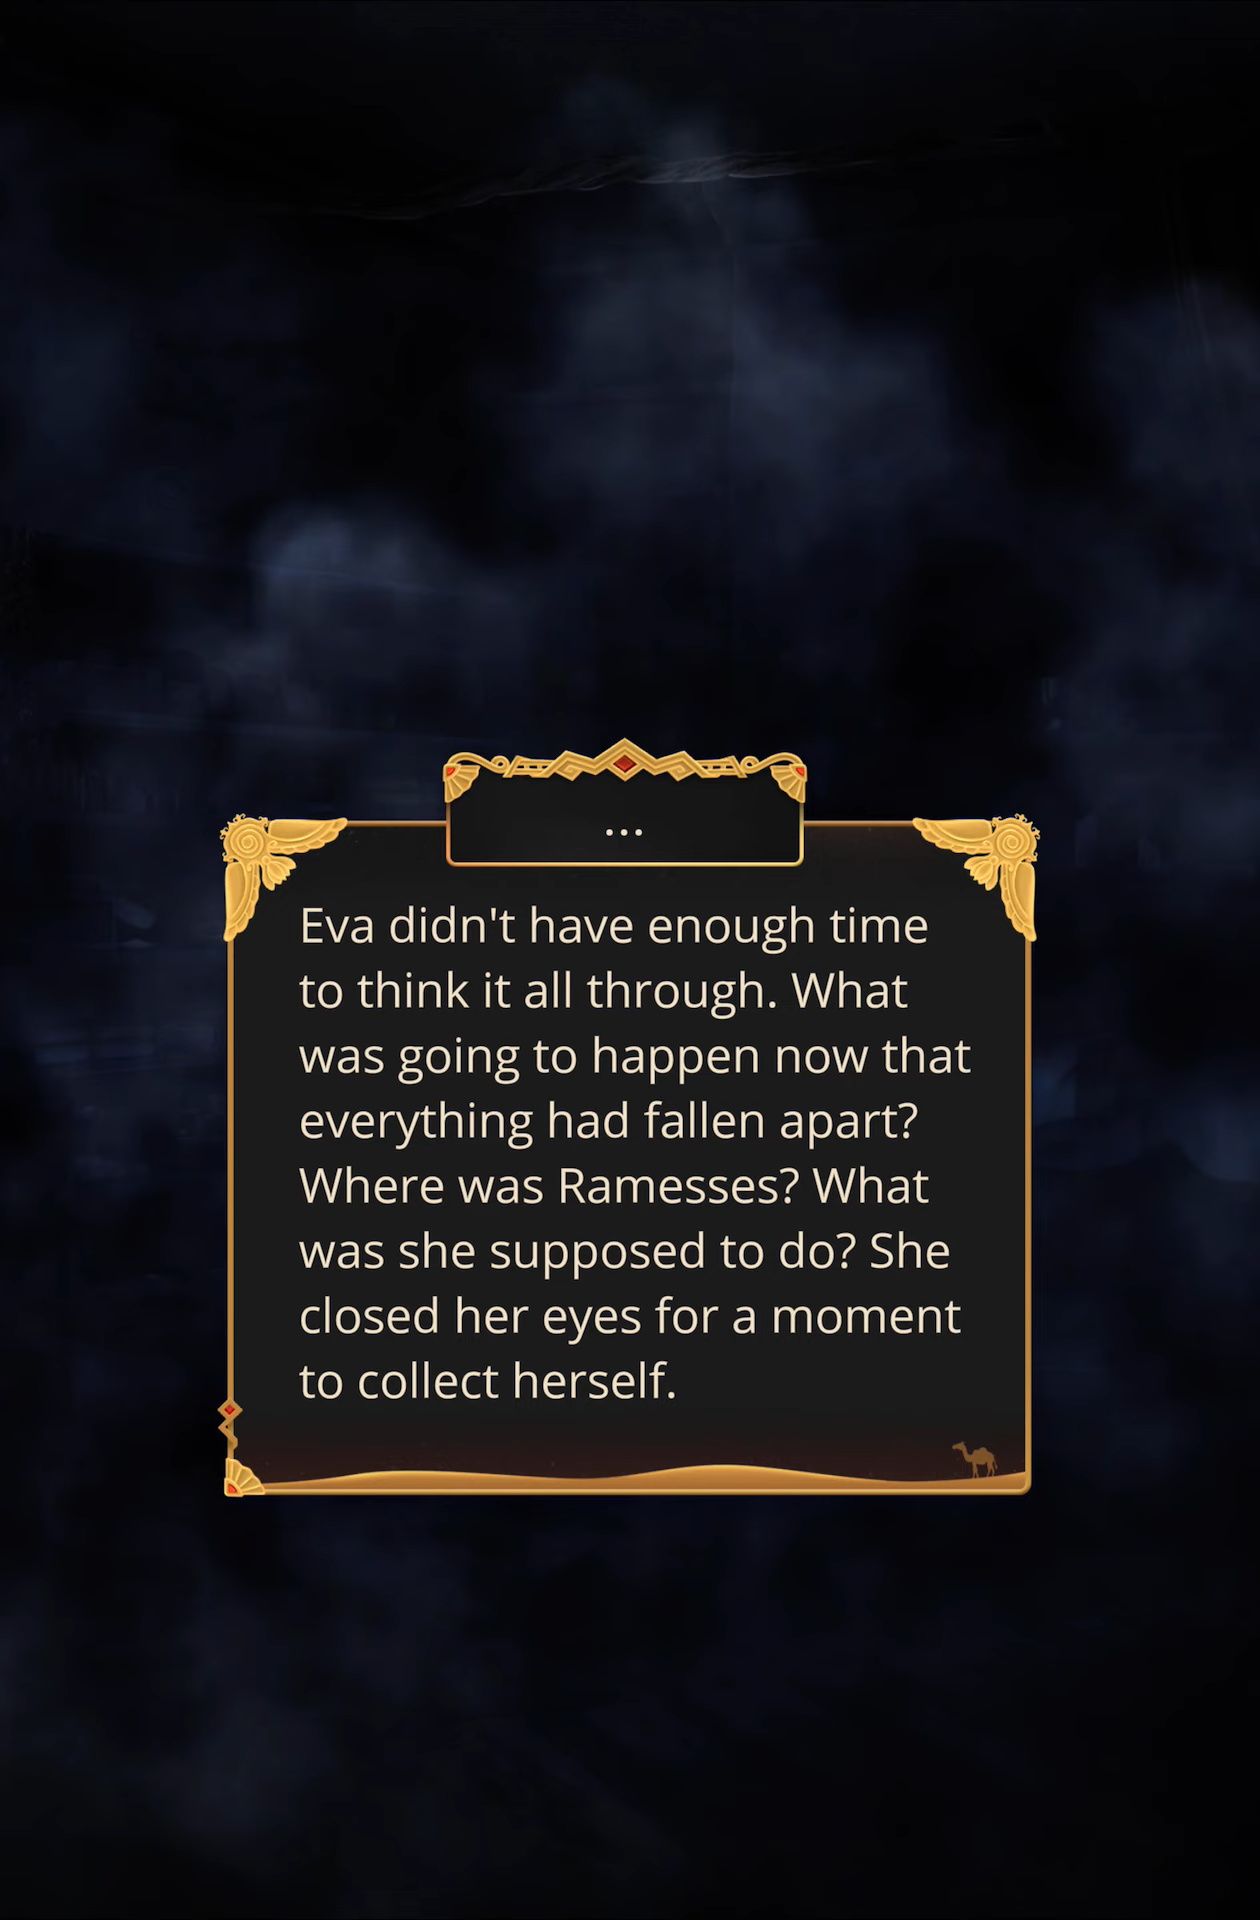 ...
Eva didn't have enough time
to think it all through. What
was going to happen now that
everything had fallen apart?
Where was Ramesses? What
was she supposed to do? She
closed her eyes for a moment
to collect herself.